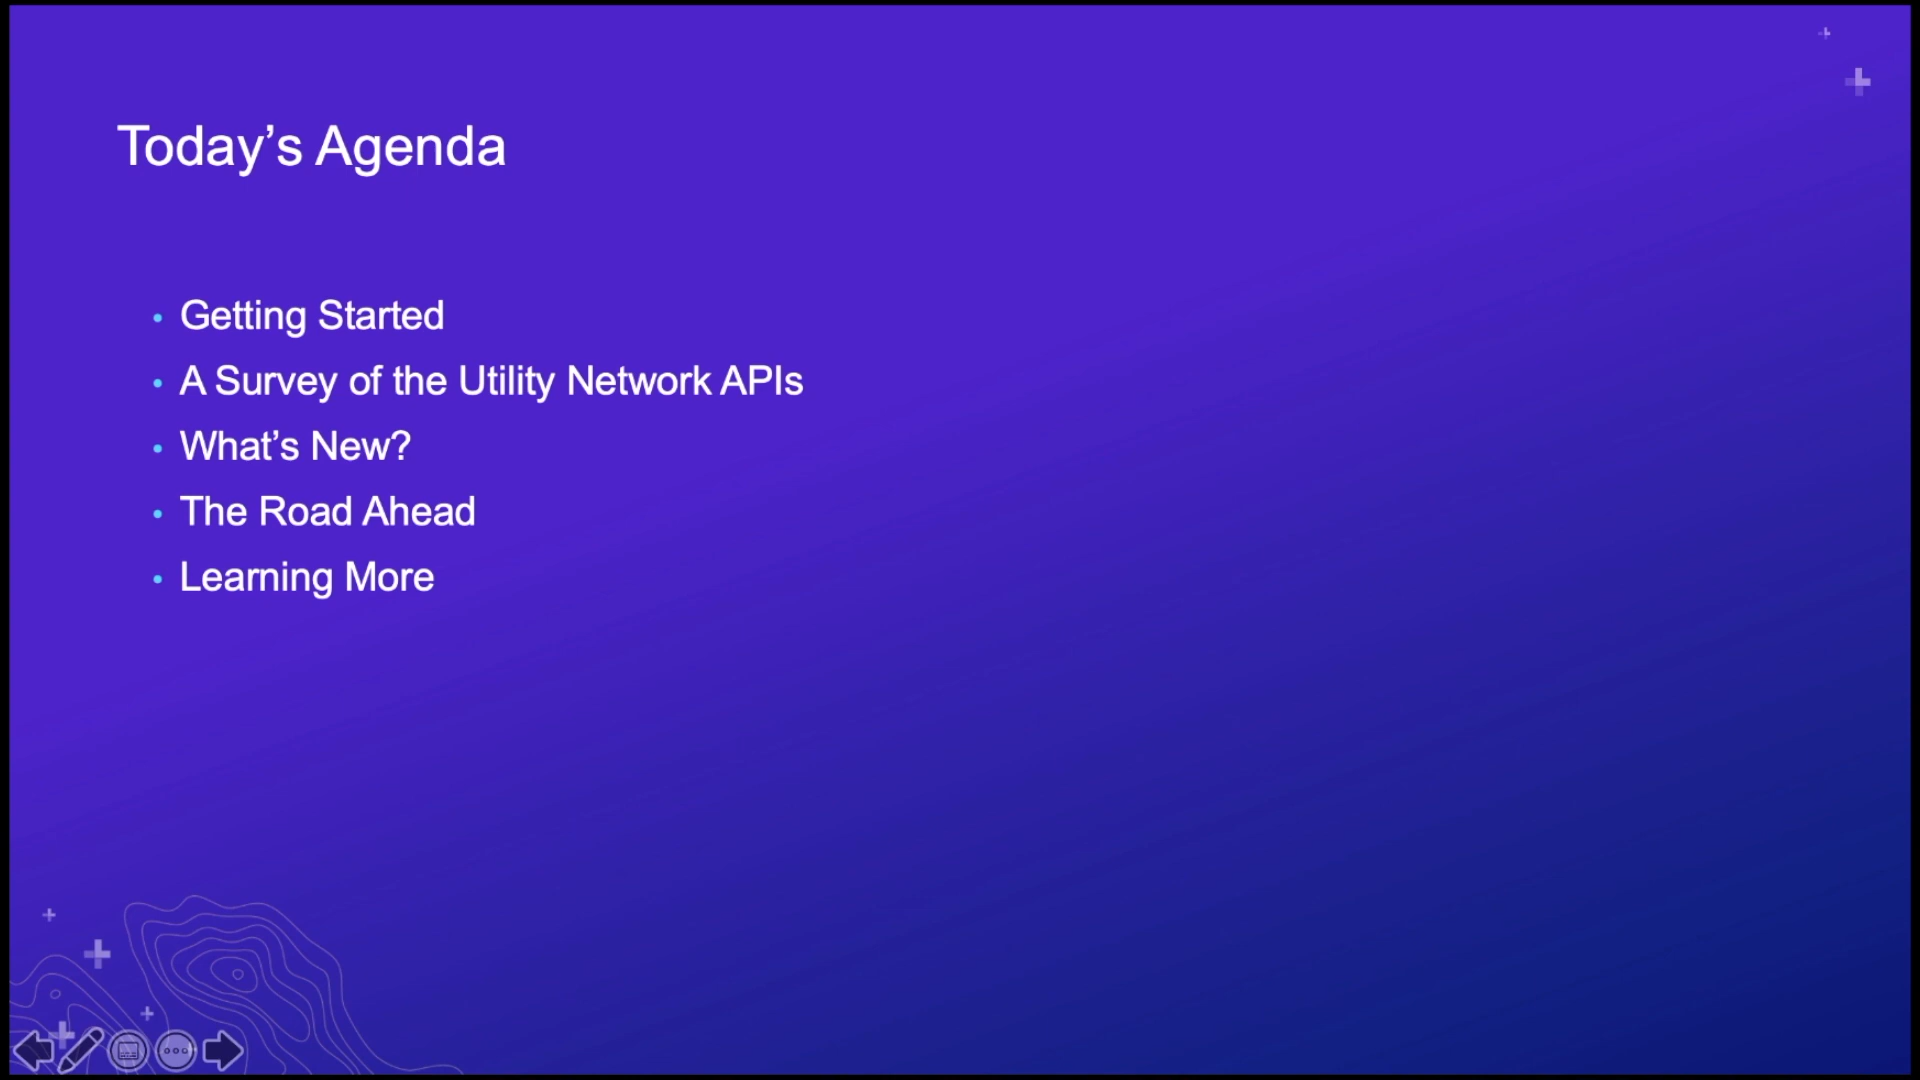 Today’s Agenda
• Getting Started
• A Survey of the Utility Network APIs
• What’s New?
• The Road Ahead
• Learning More